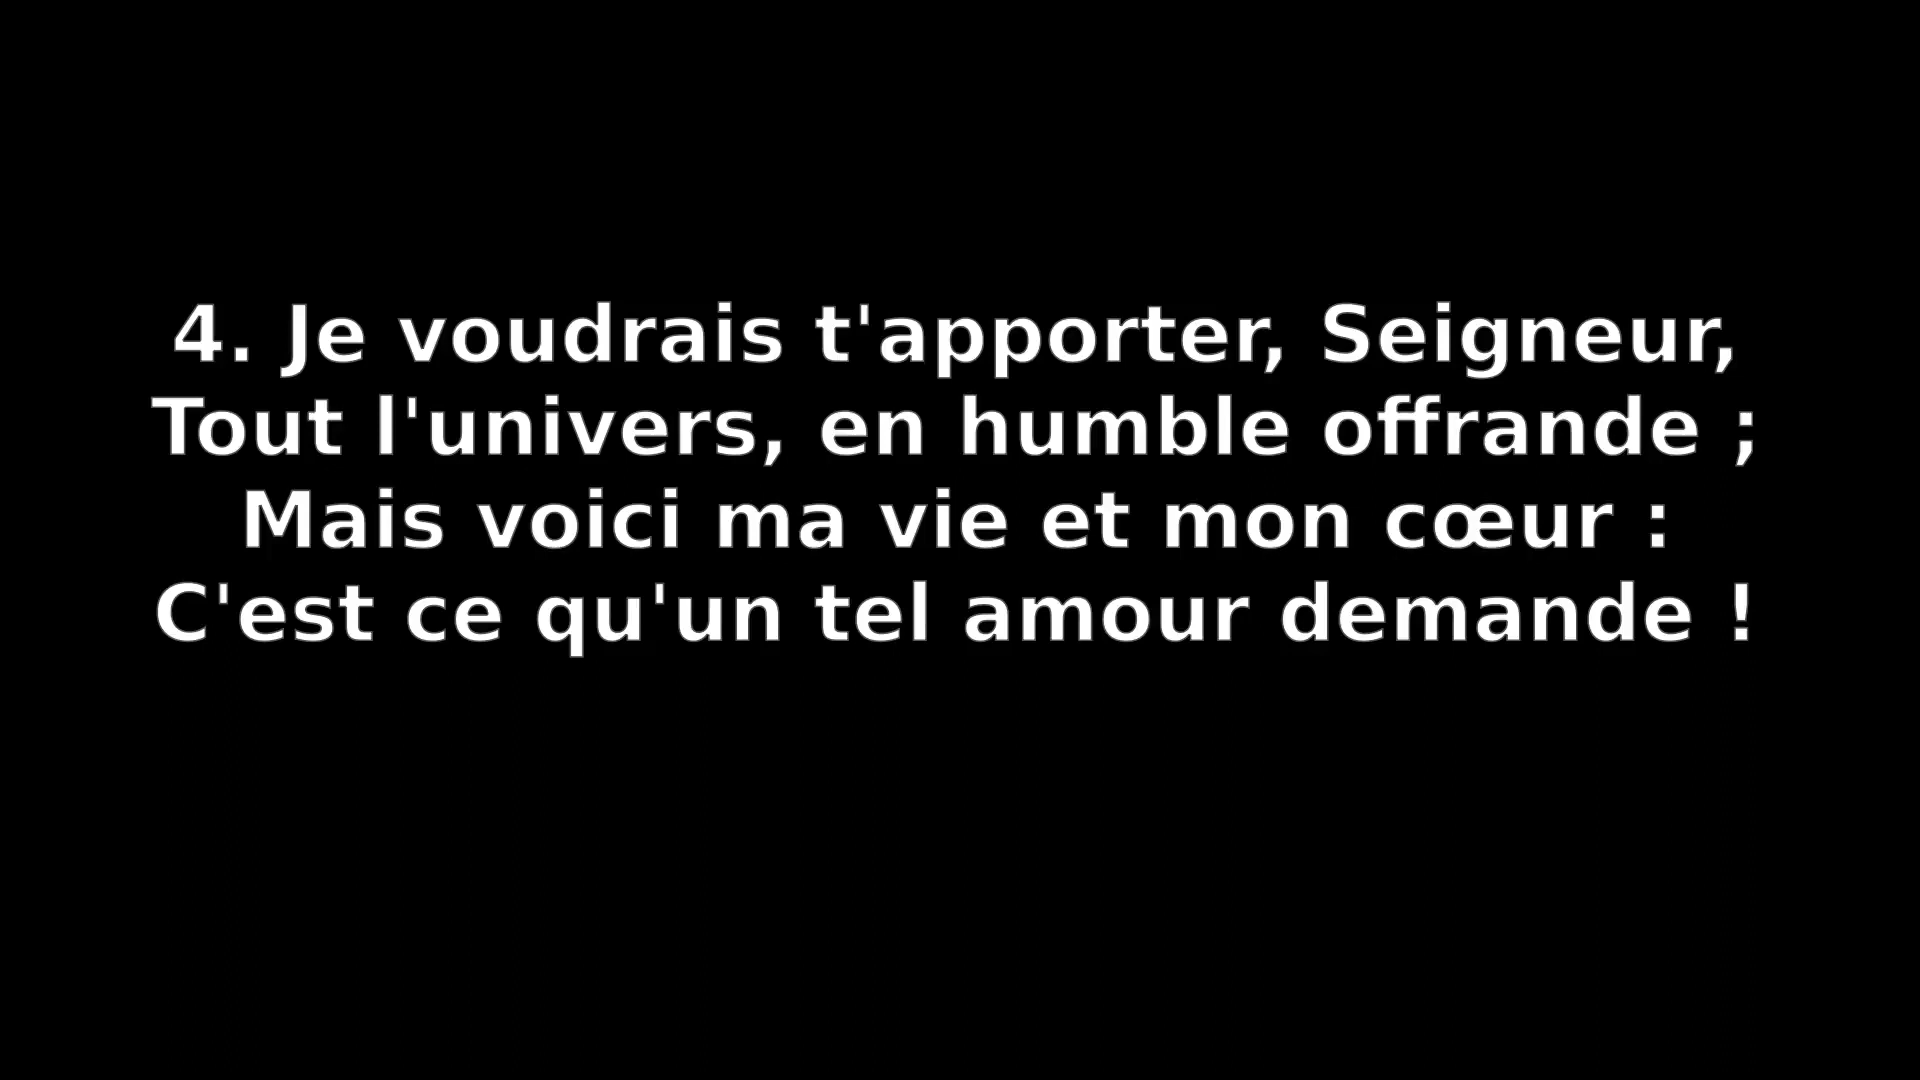 4. Je voudrais t'apporter, Seigneur,
Tout l'univers, en humble offrande ;
Mais voici ma vie et mon cœur :
C'est ce qu'un tel amour demande !